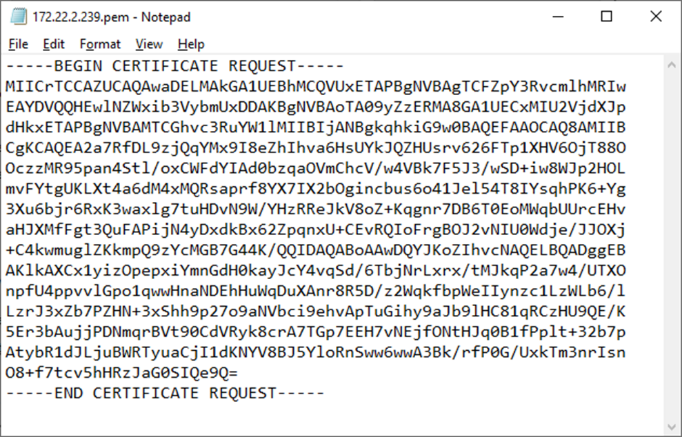 172.22.2.239.pem - Notepad
File Edit Format View Help
-----BEGIN CERTIFICATE REQUEST-----
MIICrTCCAZUCAQAwaDELMAkGA1UEBhMCQVUxETAPBgNVBAgTCFZpY3RvcmlhMRIw
EAYDVQQHEwlNZWxib3VybmUxDDAKBgNVBAoTA09yZzERMA8GA1UECxMIU2VjdXJp
dHkxETAPBgNVBAMTCGhvc3RuYW1lMIIBIjANBgkqhkiG9w0BAQEFAAOCAQ8AMIIB
CgKCAQEA2a7RfDL9zjQqYMx9I8eZhIhva6HsUYkJQZHUsrv626FTp1XHV6OjT88O
OczzMR95pan4Stl/oxCWFdYIAd0bzqaOVmChcV/w4VBk7F5J3/wSD+iw8WJp2HOL
mvFYtgUKLXt4a6dM4xMQRsaprf8YX7IX2bOgincbus6o41Jel54T8IYsqhPK6+Yg
3Xu6bjr6RxK3waxlg7tuHDvN9W/YHzRReJkV8oZ+Kqgnr7DB6T0EoMWqbUUrcEHv
aHJXMfFgt3QuFAPijN4yDxdkBx62ZpqnxU+CEvRQIoFrgBOJ2vNIU0Wdje/JJOXj
+C4kwmuglZKkmpQ9zYcMGB7G44K/QQIDAQABoAAwDQYJKoZIhvcNAQELBQADggEB
AKlkAXCx1yizOpepxiYmnGdH0kayJcY4vqSd/6TbjNrLxrx/tMJkqP2a7w4/UTXO
npfU4ppvvlGpo1qwwHnaNDEhHuWqDuXAnr8R5D/z2WqkfbpWeIIynzc1LzWLb6/l
LzrJ3xZb7PZHN+3xShh9p27o9aNVbci9ehvApTuGihy9aJb9lHC81qRCzHU9QE/K
5Er3bAujjPDNmqrBVt90CdVRyk8crA7TGp7EEH7vNEjfONtHJq0B1fPplt+32b7p
AtybR1dJLjuBWRTyuaCjI1dKNYV8BJ5YloRnSww6wwA3Bk/rfP0G/UxkTm3nrIsn
O8+f7tcv5hHRzJaG0SIQe9Q=
-----END CERTIFICATE REQUEST-----